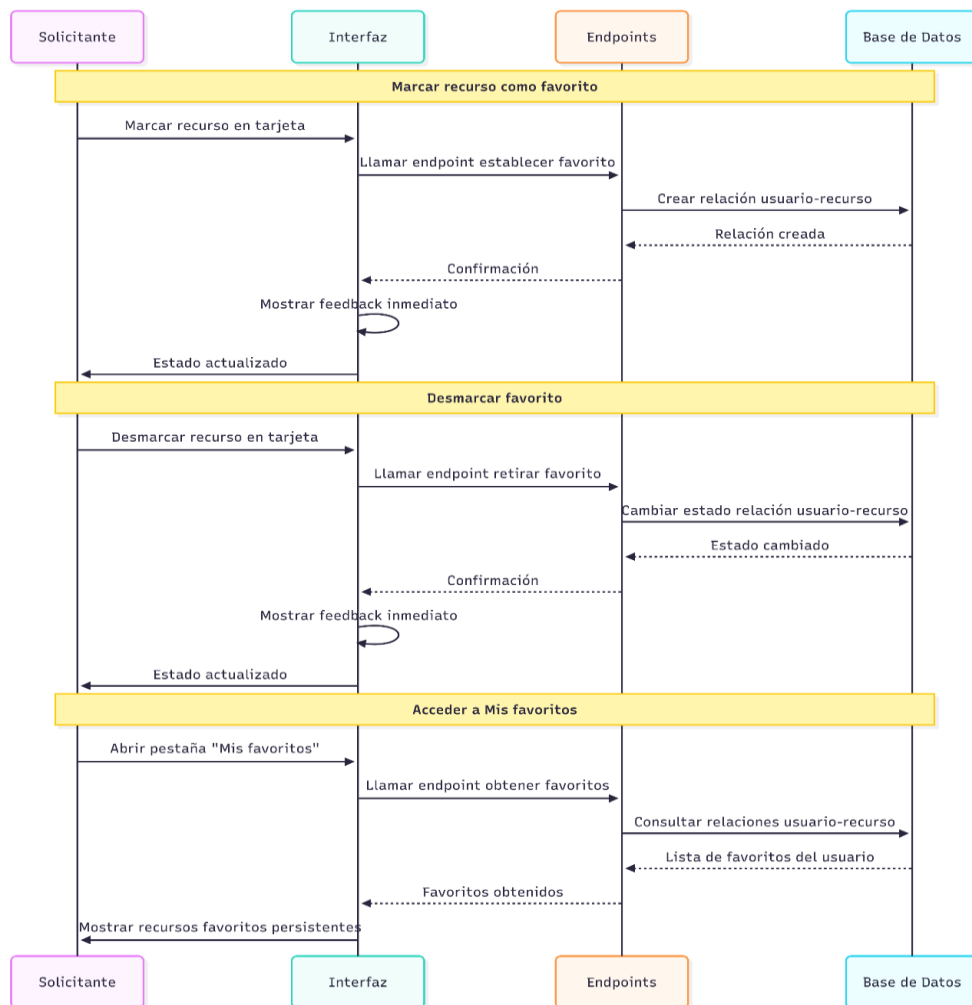 Solicitante
Interfaz
Endpoints
Base de Datos
Marcar recurso como favorito
Marcar recurso en tarjeta
Llamar endpoint establecer favorito
Crear relación usuario-recurso
Relación creada
Confirmación
Mostrar feedback inmediato
Estado actualizado
Desmarcar favorito
Desmarcar recurso en tarjeta
Llamar endpoint retirar favorito
Cambiar estado relación usuario-recurso
Estado cambiado
Confirmación
Mostrar feedback inmediato
Estado actualizado
Acceder a Mis favoritos
Abrir pestaña "Mis favoritos"
Llamar endpoint obtener favoritos
Consultar relaciones usuario-recurso
Lista de favoritos del usuario
Favoritos obtenidos
Mostrar recursos favoritos persistentes
Solicitante
Interfaz
Endpoints
Base de Datos